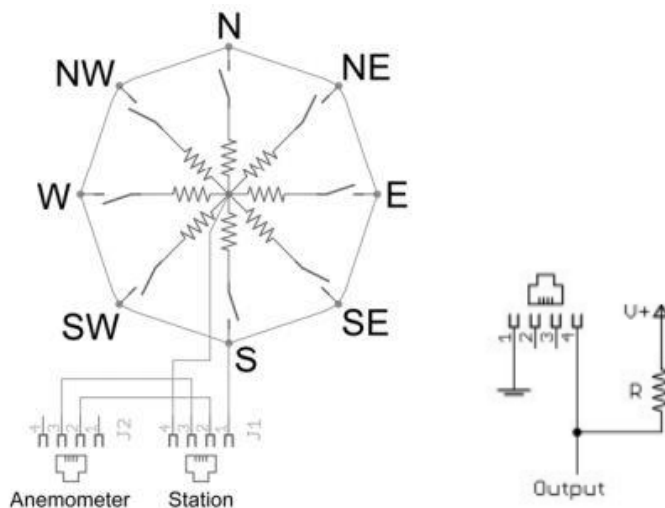 N
NW
NE
W
E
SW
SE
S
4 3 2 1 J2
4 3 2 1 J1
Anemometer
Station
1 2 3 4
V+
R
Output